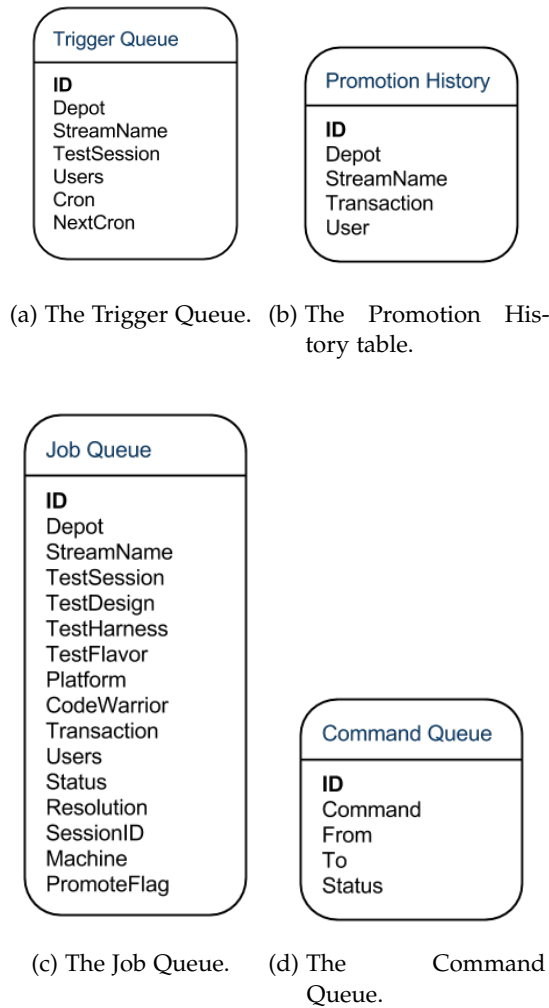 Trigger Queue
ID
Depot
StreamName
TestSession
Users
Cron
NextCron
(a) The Trigger Queue.
Promotion History
ID
Depot
StreamName
Transaction
User
(b) The Promotion His-
tory table.
Job Queue
ID
Depot
StreamName
TestSession
TestDesign
TestHarness
TestFlavor
Platform
CodeWarrior
Transaction
Users
Status
Resolution
SessionID
Machine
PromoteFlag
(c) The Job Queue.
Command Queue
ID
Command
From
To
Status
(d) The Command
Queue.